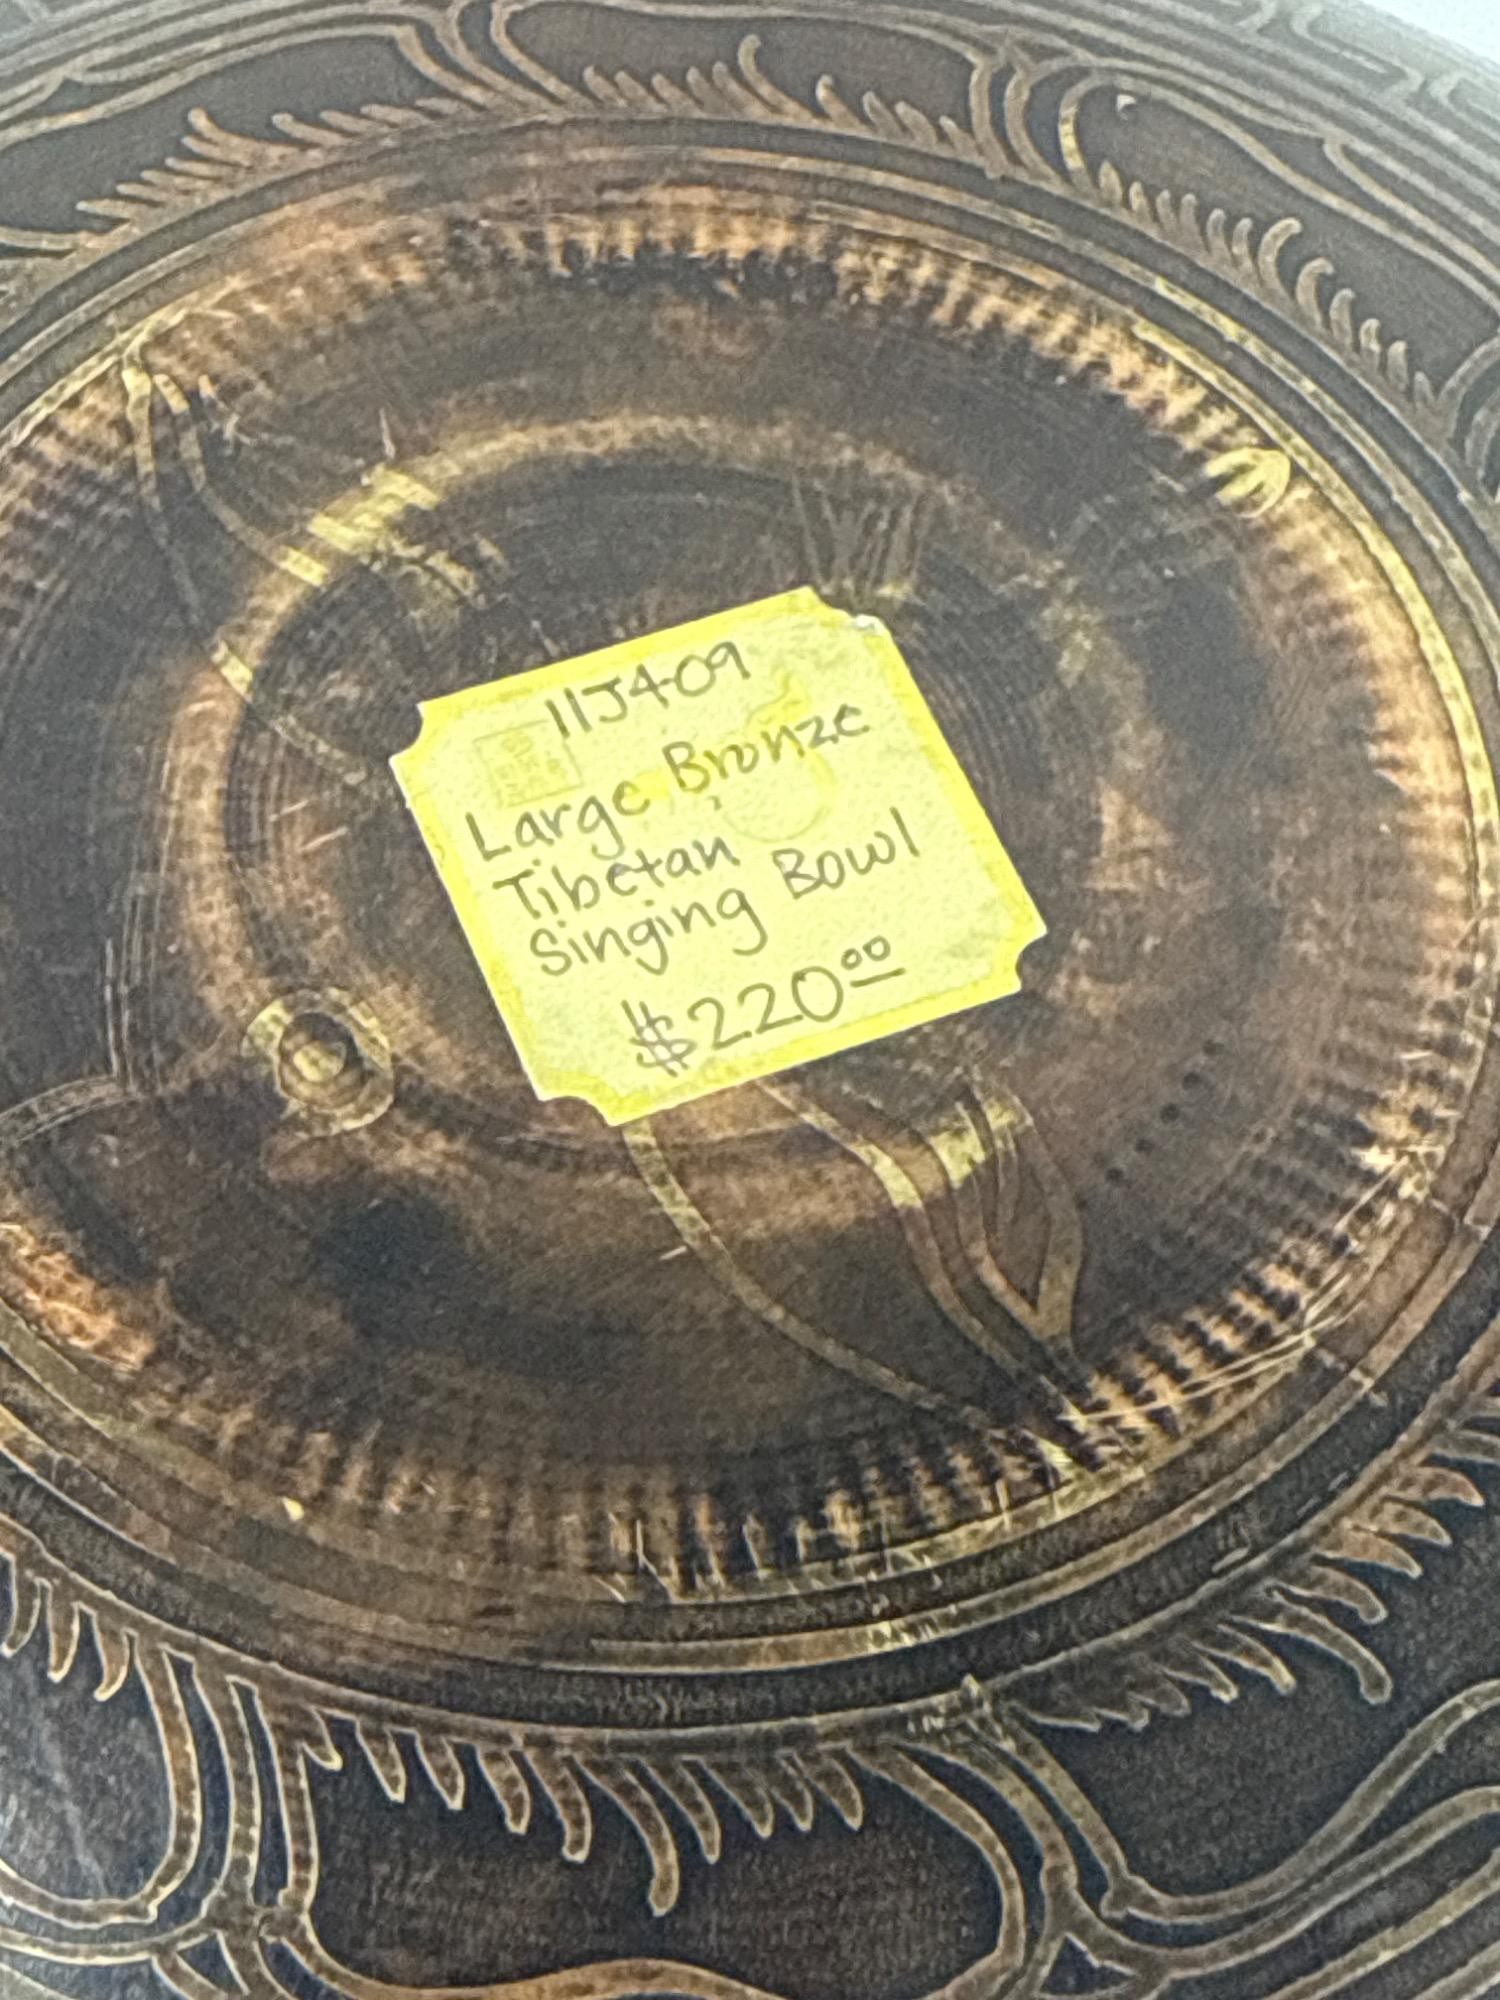 11J409
Large Bronze
Tibetan
Singing Bowl
$220.00